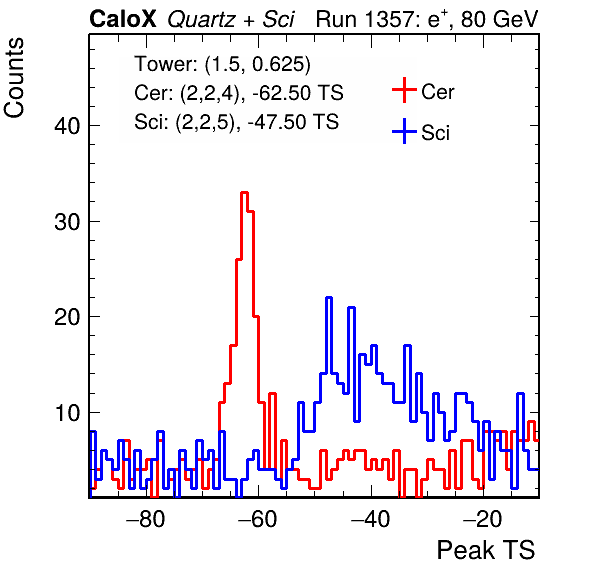 CaloX Quartz + Sci Run 1357: e+, 80 GeV
Counts
Tower: (1.5, 0.625)
Cer: (2,2,4), -62.50 TS
Sci: (2,2,5), -47.50 TS
Cer
Sci
40
30
20
10
−80 −60 −40 −20
Peak TS